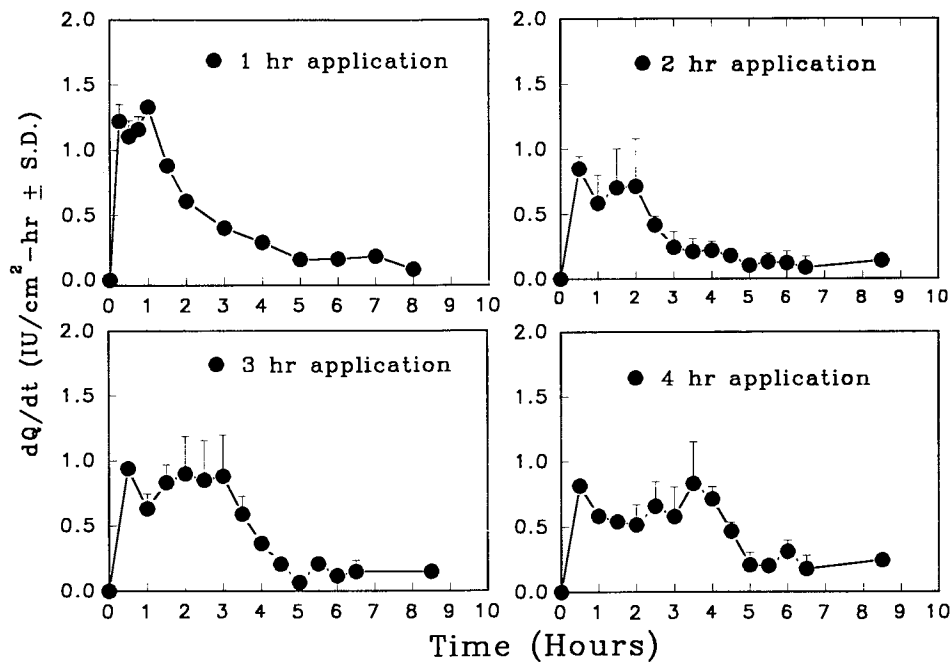 dQ/dt (IU/cm²-hr ± S.D.)
2.0
1.5
1.0
0.5
0.0
1 hr application
0 1 2 3 4 5 6 7 8 9 10
2.0
1.5
1.0
0.5
0.0
2 hr application
0 1 2 3 4 5 6 7 8 9 10
2.0
1.5
1.0
0.5
0.0
3 hr application
0 1 2 3 4 5 6 7 8 9 10
2.0
1.5
1.0
0.5
0.0
4 hr application
0 1 2 3 4 5 6 7 8 9 10
Time (Hours)